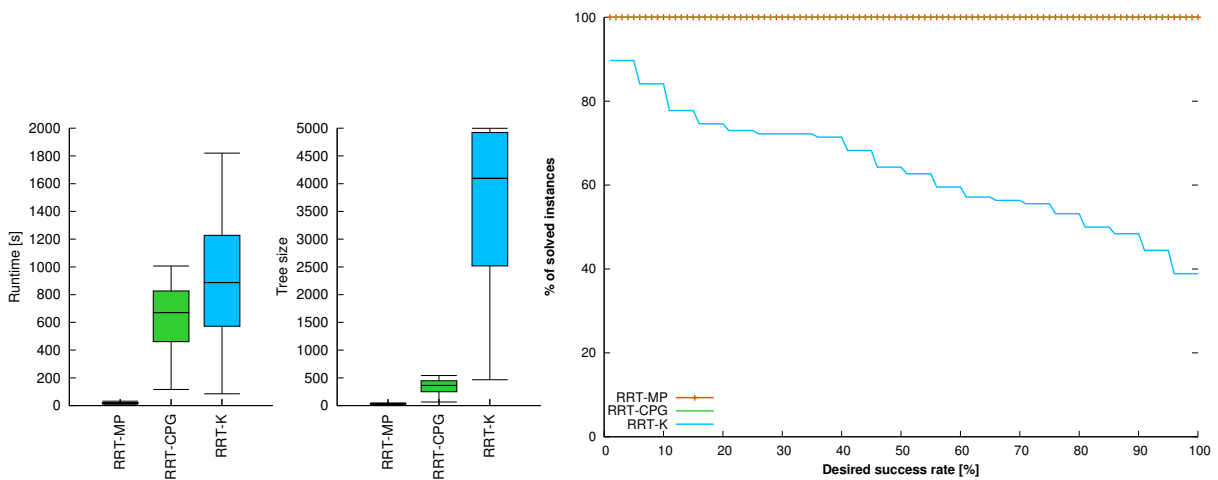 Runtime [s]
2000
1800
1600
1400
1200
1000
800
600
400
200
0
RRT-MP
RRT-CPG
RRT-K
Tree size
5000
4500
4000
3500
3000
2500
2000
1500
1000
500
0
RRT-MP
RRT-CPG
RRT-K
% of solved instances
100
80
60
40
20
0
RRT-MP
RRT-CPG
RRT-K
0 10 20 30 40 50 60 70 80 90 100
Desired success rate [%]